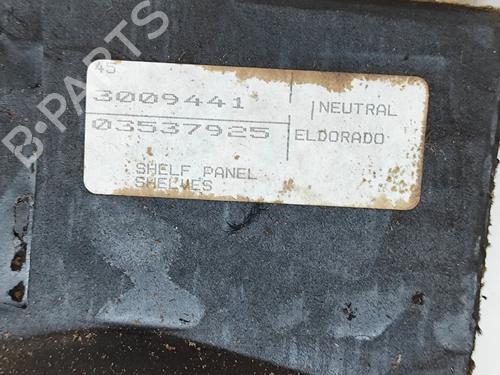 B-PARTS
45
3009441
NEUTRAL
03537925
ELDORADO
SHELF PANEL
SHELVES